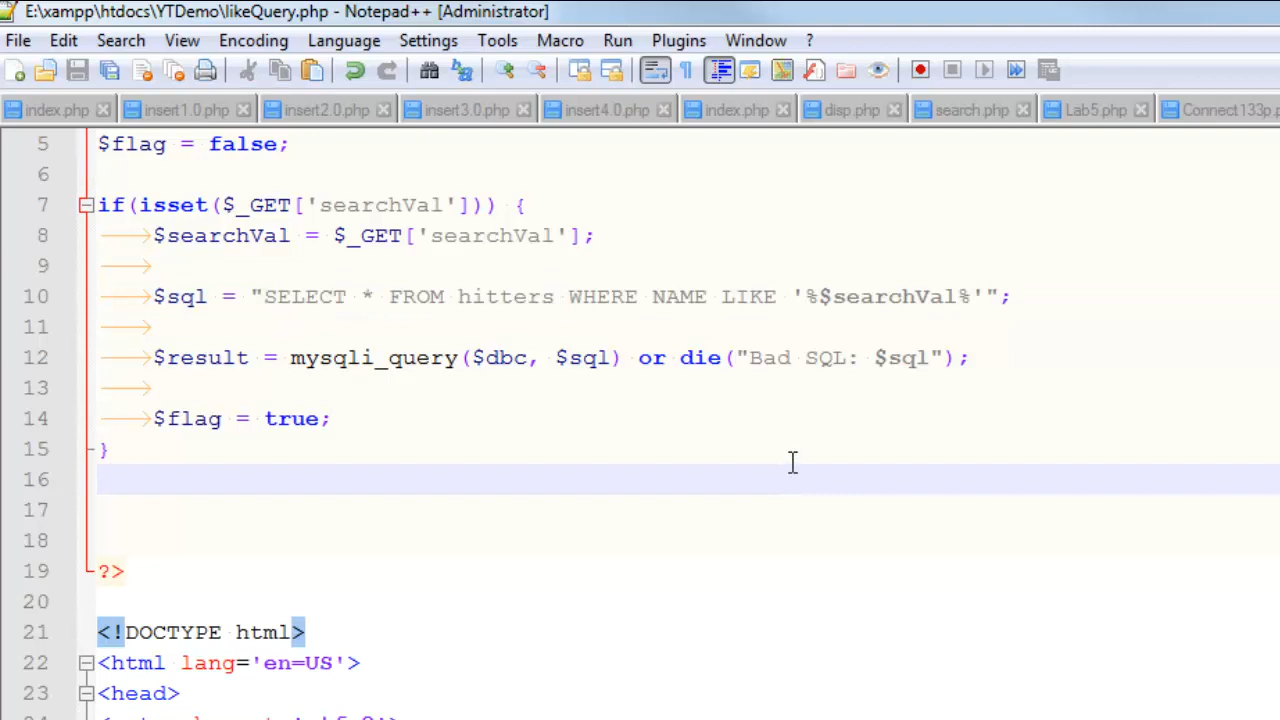 E:\xampp\htdocs\YTDemo\likeQuery.php - Notepad++ [Administrator]
File Edit Search View Encoding Language Settings Tools Macro Run Plugins Window ?
index.php insert1.0.php insert2.0.php insert3.0.php insert4.0.php index.php disp.php search.php Lab5.php Connect133p.p
5 $flag = false;
6
7 if(isset($_GET['searchVal'])) {
8 $searchVal = $_GET['searchVal'];
9
10 $sql = "SELECT * FROM hitters WHERE NAME LIKE '%$searchVal%'";
11
12 $result = mysqli_query($dbc, $sql) or die("Bad SQL: $sql");
13
14 $flag = true;
15 }
16
17
18
19 ?>
20
21 <!DOCTYPE html>
22 <html lang='en=US'>
23 <head>